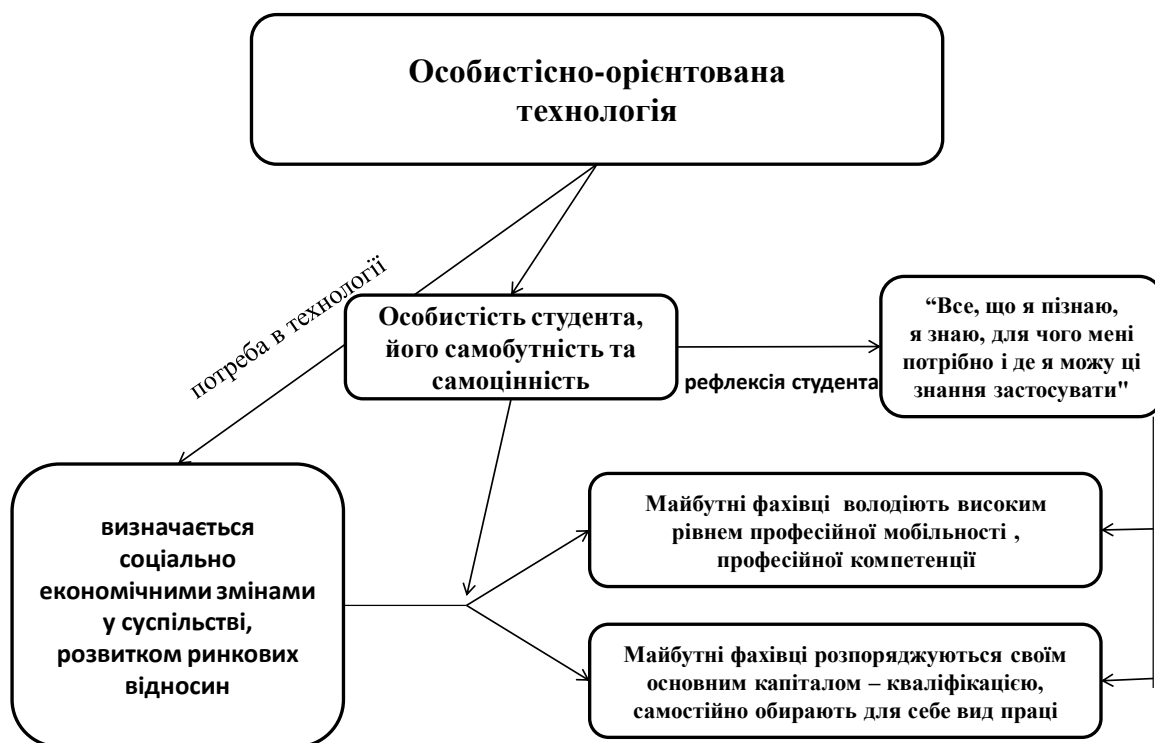 Особистісно-орієнтована
технологія
потреба в технології
Особистість студента,
його самобутність та
самоцінність
рефлексія студента
“Все, що я пізнаю,
я знаю, для чого мені
потрібно і де я можу ці
знання застосувати"
визначається
соціально
економічними змінами
у суспільстві,
розвитком ринкових
відносин
Майбутні фахівці володіють високим
рівнем професійної мобільності ,
професійної компетенції
Майбутні фахівці розпоряджуються своїм
основним капіталом – кваліфікацією,
самостійно обирають для себе вид праці